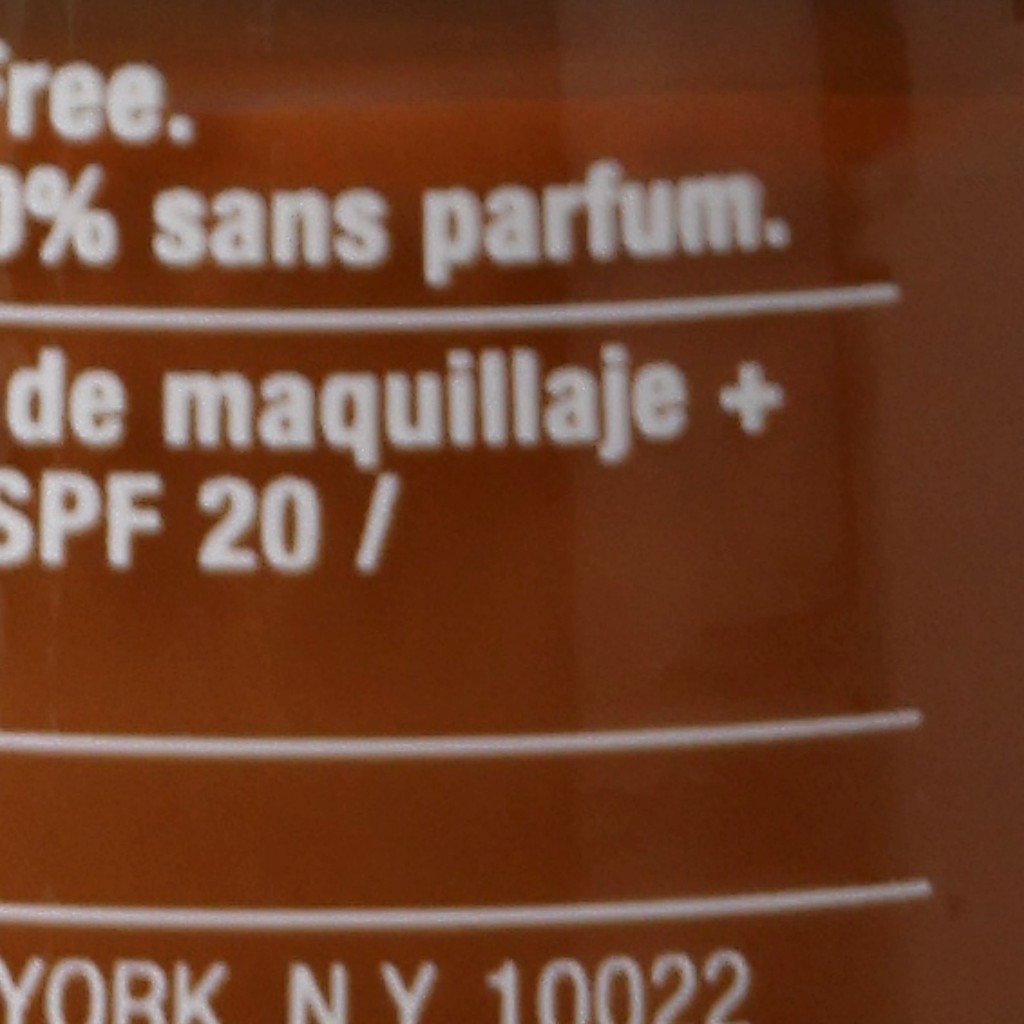 Free.
0% sans parfum.
de maquillaje +
SPF 20 /
YORK N Y 10022